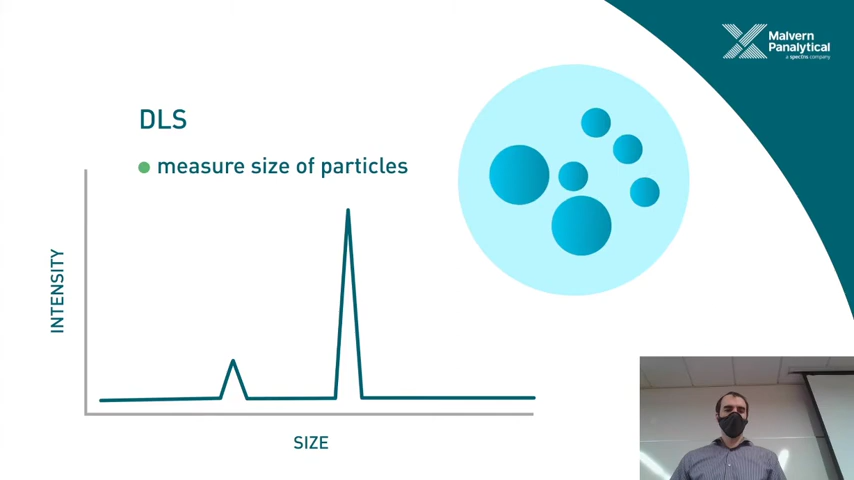 Malvern
Panalytical
a spectris company
DLS
measure size of particles
INTENSITY
SIZE